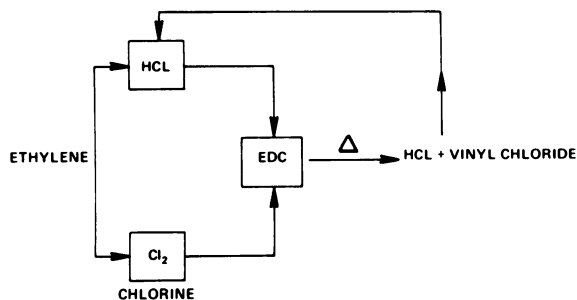 HCL
ETHYLENE
EDC
Δ
HCL + VINYL CHLORIDE
Cl₂
CHLORINE